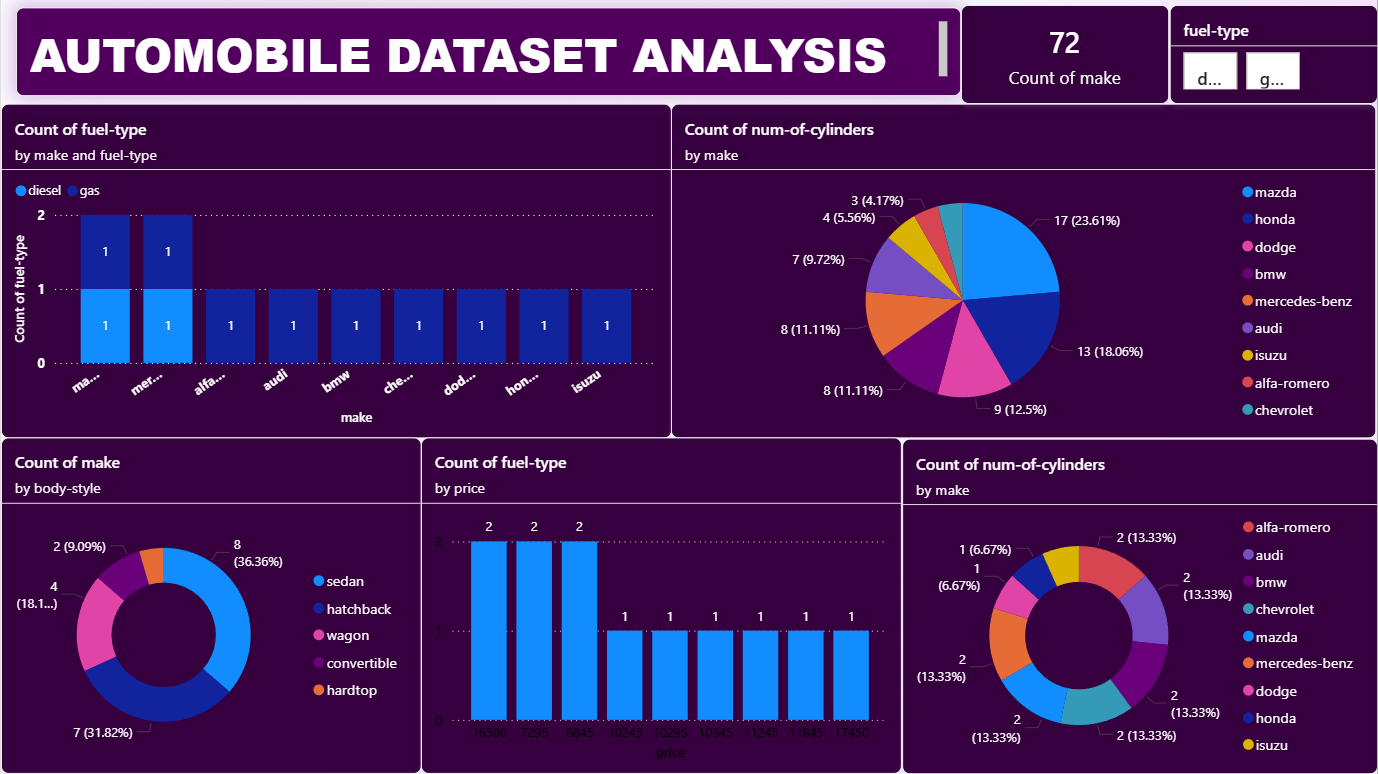 AUTOMOBILE DATASET ANALYSIS
72
Count of make
fuel-type
d...
g...
Count of fuel-type
by make and fuel-type
diesel
gas
Count of fuel-type
2
1
0
1
1
1
1
1
1
1
1
1
1
1
ma...
mer...
alfa...
audi
bmw
che...
dod...
hon...
isuzu
make
Count of num-of-cylinders
by make
3 (4.17%)
4 (5.56%)
7 (9.72%)
8 (11.11%)
8 (11.11%)
17 (23.61%)
13 (18.06%)
9 (12.5%)
mazda
honda
dodge
bmw
mercedes-benz
audi
isuzu
alfa-romero
chevrolet
Count of make
by body-style
2 (9.09%)
4
(18.1...)
7 (31.82%)
8
(36.36%)
sedan
hatchback
wagon
convertible
hardtop
Count of fuel-type
by price
2
1
0
2
2
2
1
1
1
1
1
1
16500
7295
8845
10245
10295
10345
11245
11845
17450
price
Count of num-of-cylinders
by make
1 (6.67%)
1
(6.67%)
2
(13.33%)
2
(13.33%)
2 (13.33%)
2
(13.33%)
2
(13.33%)
2 (13.33%)
alfa-romero
audi
bmw
chevrolet
mazda
mercedes-benz
dodge
honda
isuzu